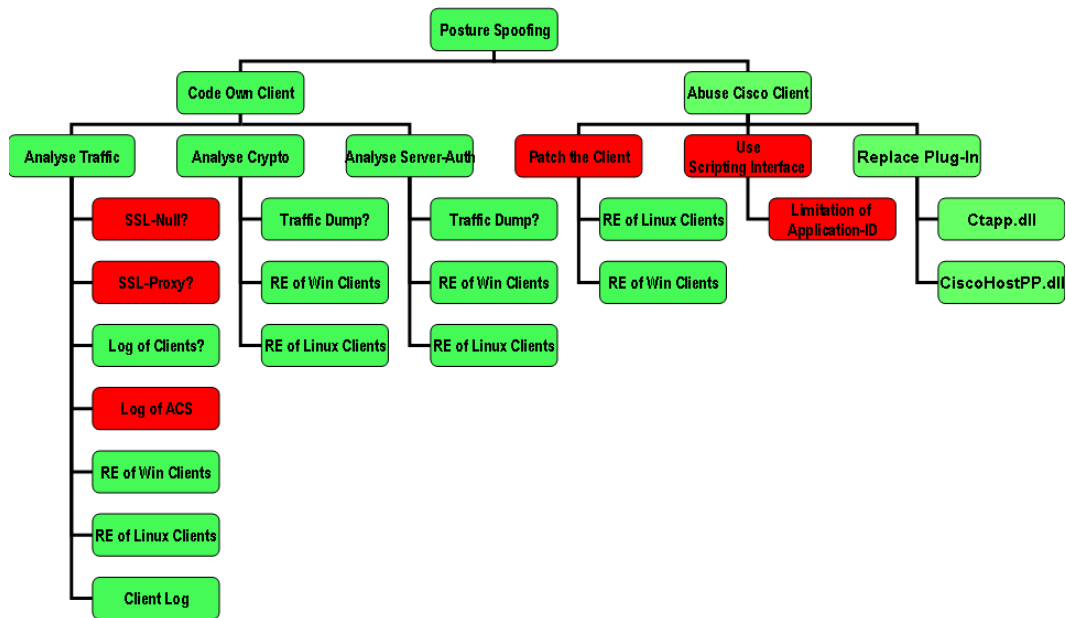 Posture Spoofing
Code Own Client
Abuse Cisco Client
Analyse Traffic
Analyse Crypto
Analyse Server-Auth
Patch the Client
Use
Scripting Interface
Replace Plug-In
SSL-Null?
Traffic Dump?
Traffic Dump?
RE of Linux Clients
Limitation of
Application-ID
Ctapp.dll
SSL-Proxy?
RE of Win Clients
RE of Win Clients
RE of Win Clients
CiscoHostPP.dll
Log of Clients?
RE of Linux Clients
RE of Linux Clients
Log of ACS
RE of Win Clients
RE of Linux Clients
Client Log